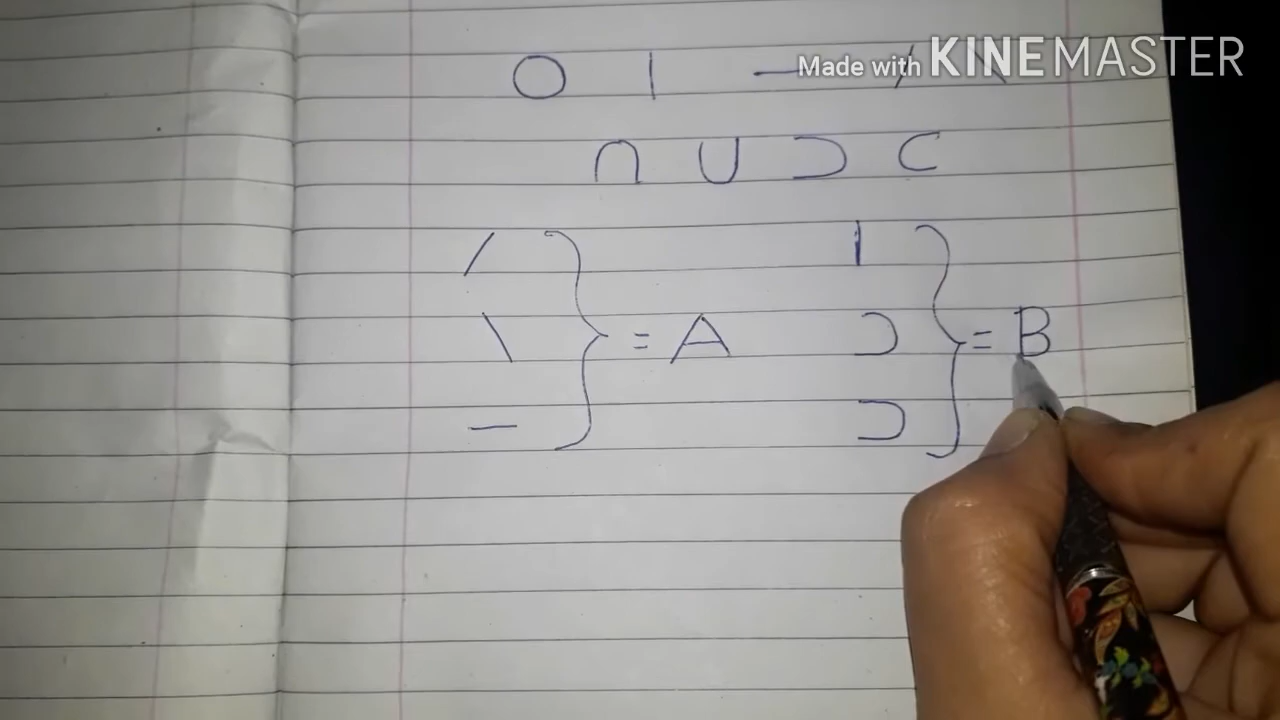 O | — / \
Made with KINEMASTER
∩ U ⊃ C
/ |
\ } = A ⊃ } = B
— ⊃